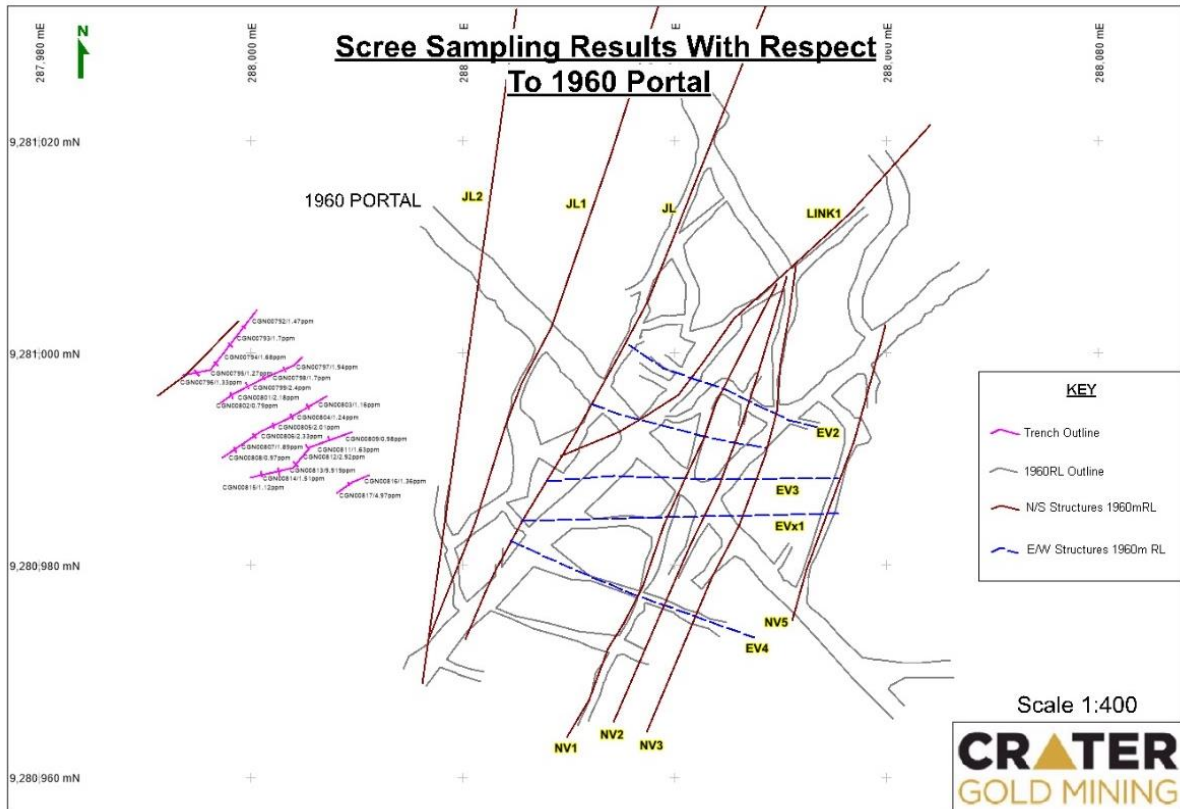 287,980 mE
N
288,000 mE
E
E
288,060 mE
288,080 mE
Scree Sampling Results With Respect
To 1960 Portal
9,281,020 mN
1960 PORTAL
JL2
JL1
JL
LINK1
CGN00792/1.47ppm
CGN00793/1.7ppm
CGN00794/1.68ppm
CGN00795/1.27ppm
CGN00796/1.33ppm
9,281,000 mN
CGN00797/1.94ppm
CGN00798/1.7ppm
CGN00799/2.4ppm
CGN00801/2.18ppm
CGN00802/0.79ppm
CGN00803/1.16ppm
CGN00804/1.24ppm
CGN00805/2.01ppm
CGN00806/2.33ppm
CGN00807/1.89ppm
CGN00808/0.97ppm
CGN00809/0.98ppm
CGN00811/1.63ppm
CGN00812/2.92ppm
CGN00813/9.919ppm
CGN00814/1.51ppm
CGN00815/1.12ppm
CGN00816/1.36ppm
CGN00817/4.97ppm
KEY
Trench Outline
1960RL Outline
N/S Structures 1960mRL
E/W Structures 1960m RL
EV2
EV3
EVx1
9,280,980 mN
NV5
EV4
NV1
NV2
NV3
9,280,960 mN
Scale 1:400
CRATER
GOLD MINING